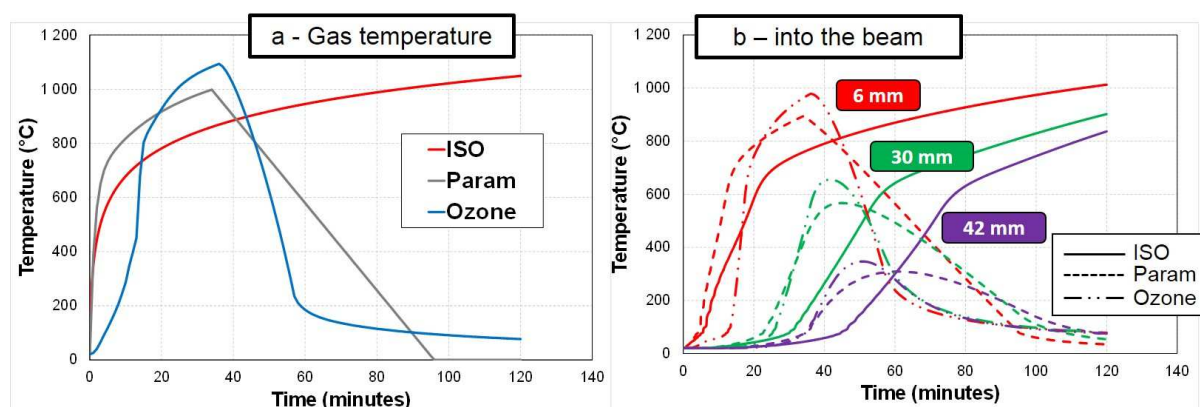 a - Gas temperature
1 200
1 000
800
600
400
200
0
Temperature (°C)
0 20 40 60 80 100 120 140
Time (minutes)
ISO
Param
Ozone
b – into the beam
1 200
1 000
800
600
400
200
0
Temperature (°C)
0 20 40 60 80 100 120 140
Time (minutes)
6 mm
30 mm
42 mm
ISO
Param
Ozone